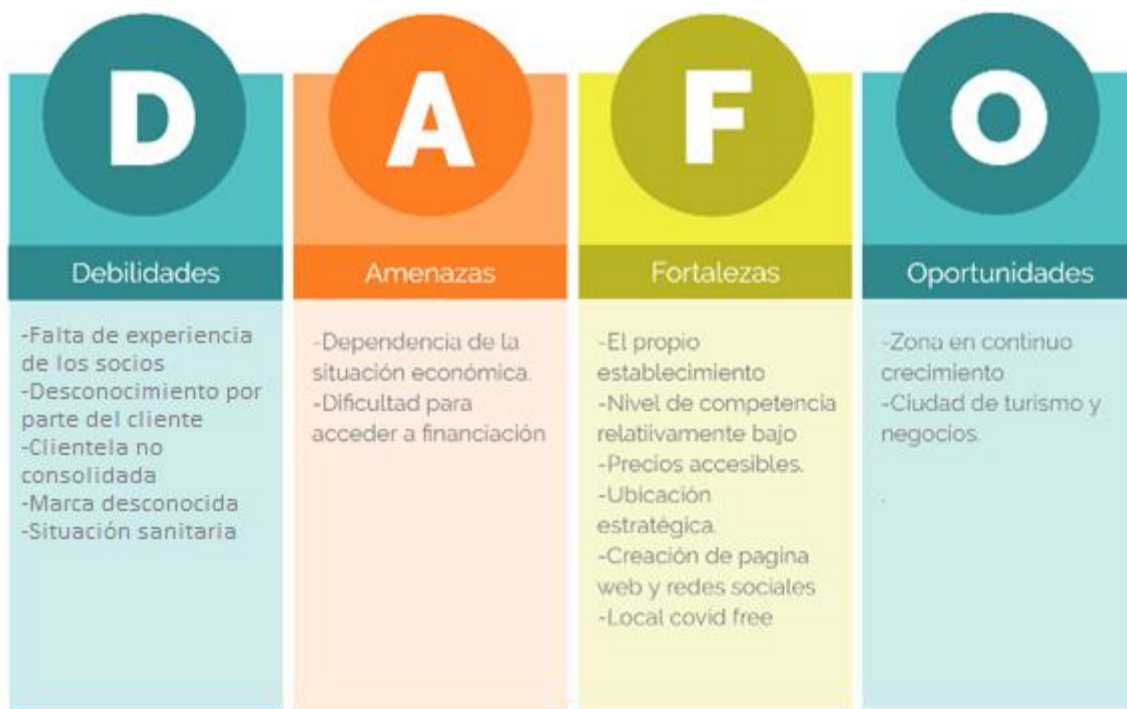 D
Debilidades
-Falta de experiencia
de los socios
-Desconocimiento por
parte del cliente
-Clientela no
consolidada
-Marca desconocida
-Situación sanitaria
A
Amenazas
-Dependencia de la
situación económica.
-Dificultad para
acceder a financiación
F
Fortalezas
-El propio
establecimiento
-Nivel de competencia
relatiivamente bajo
-Precios accesibles.
-Ubicación
estratégica.
-Creación de pagina
web y redes sociales
-Local covid free
O
Oportunidades
-Zona en continuo
crecimiento
-Ciudad de turismo y
negocios.
.